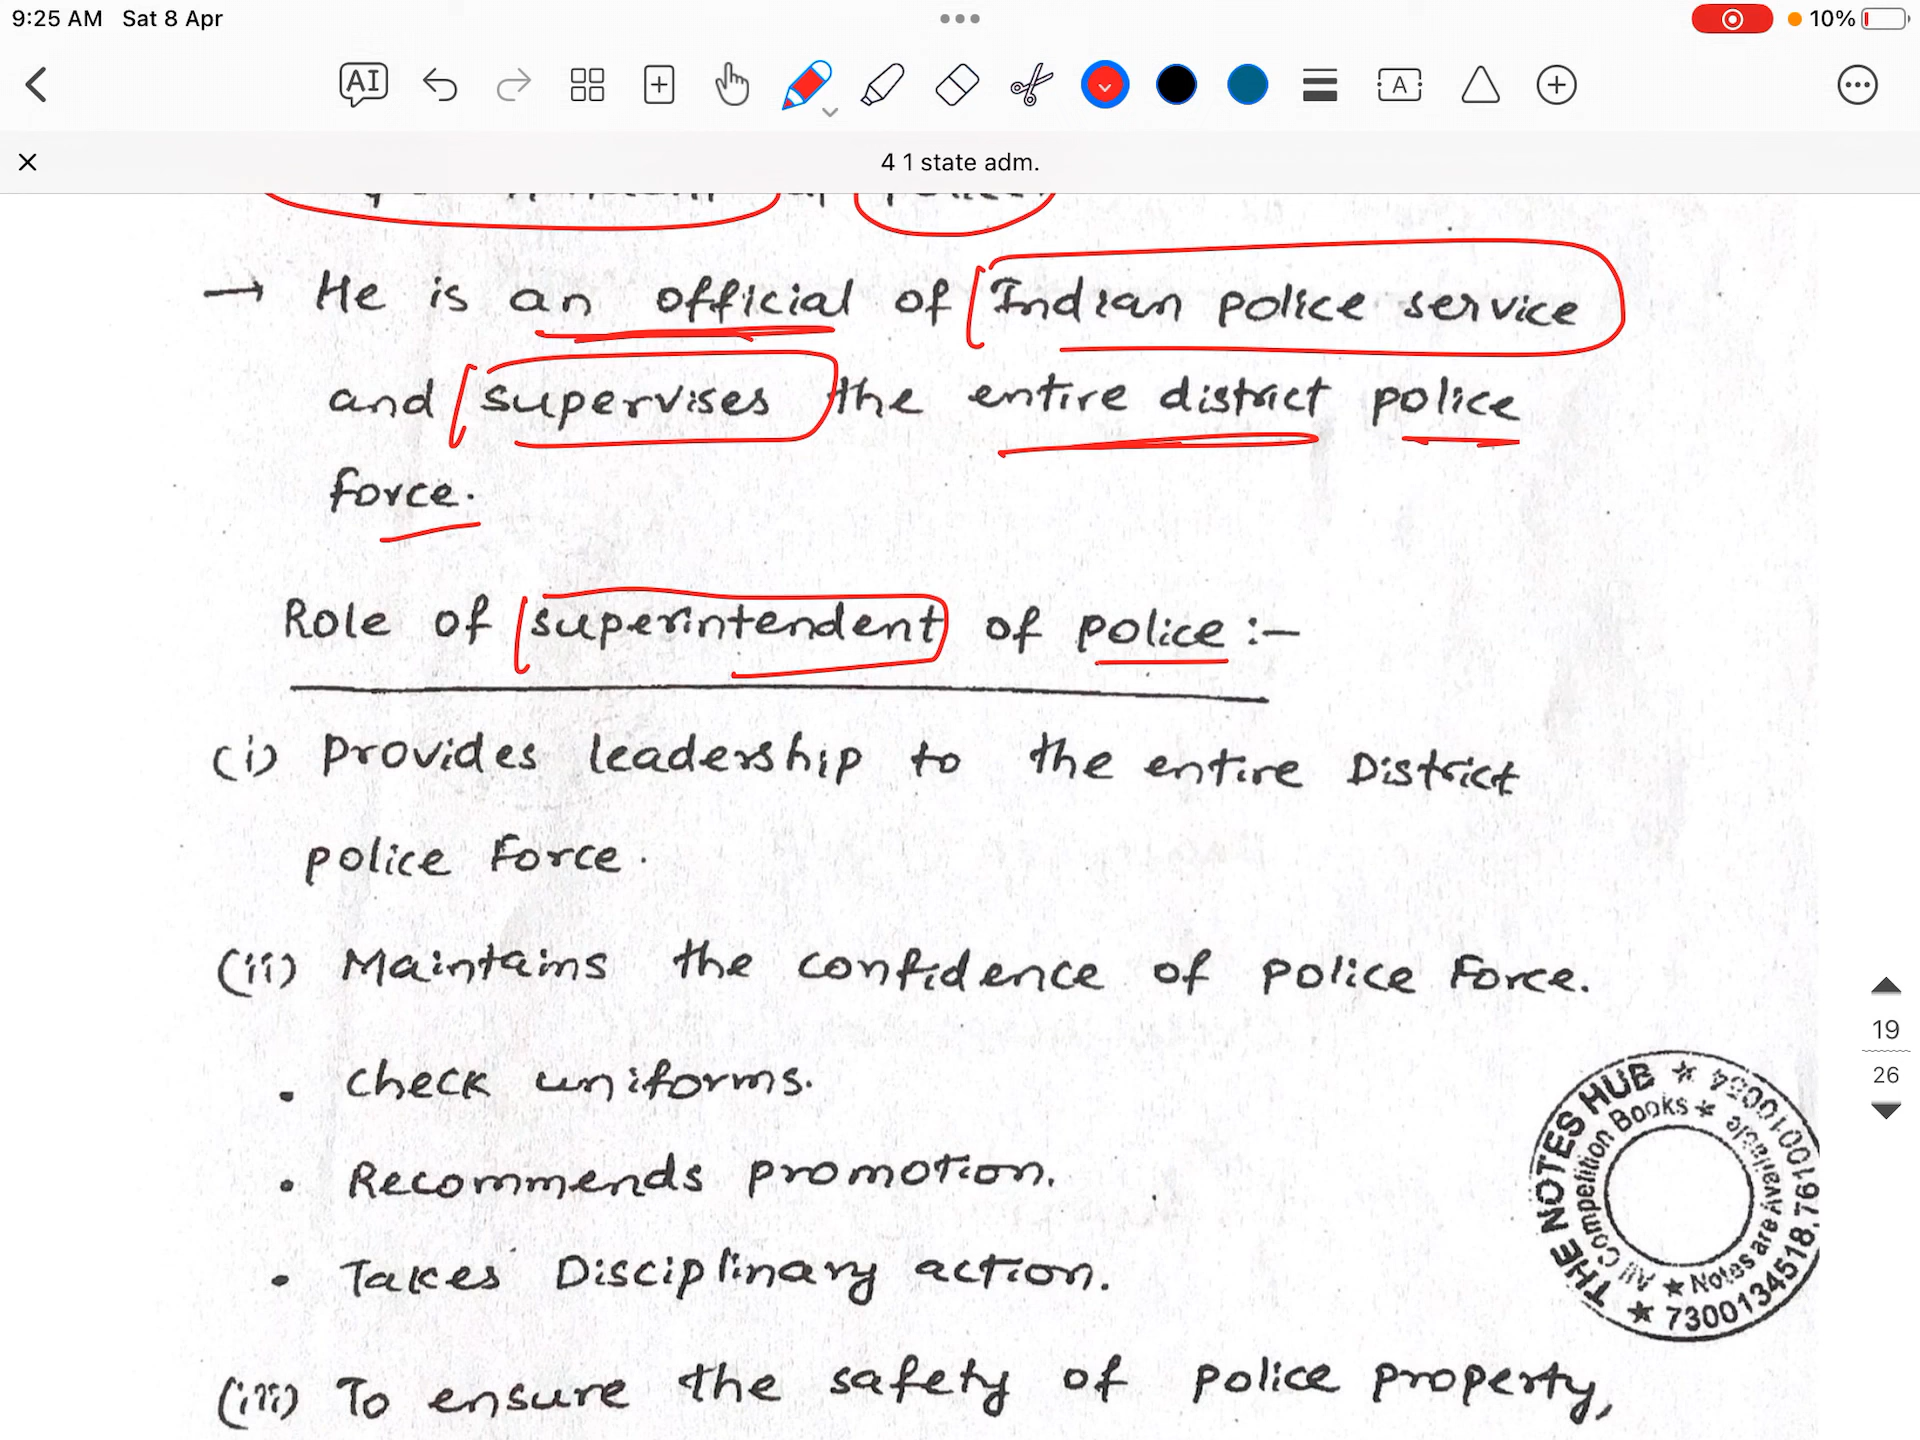 9:25 AM Sat 8 Apr
10%
AI
A
4 1 state adm.
→ He is an official of Indian police service
and supervises the entire district police
force.
Role of superintendent of police :-
(i) Provides leadership to the entire District
police Force.
(ii) Maintains the confidence of police Force.
• Check uniforms.
• Recommends promotion.
• Takes Disciplinary action.
(iii) To ensure the safety of police property,
19
26
THE NOTES HUB
All Competition Books
Notes are Available
7300134518, 7610010054